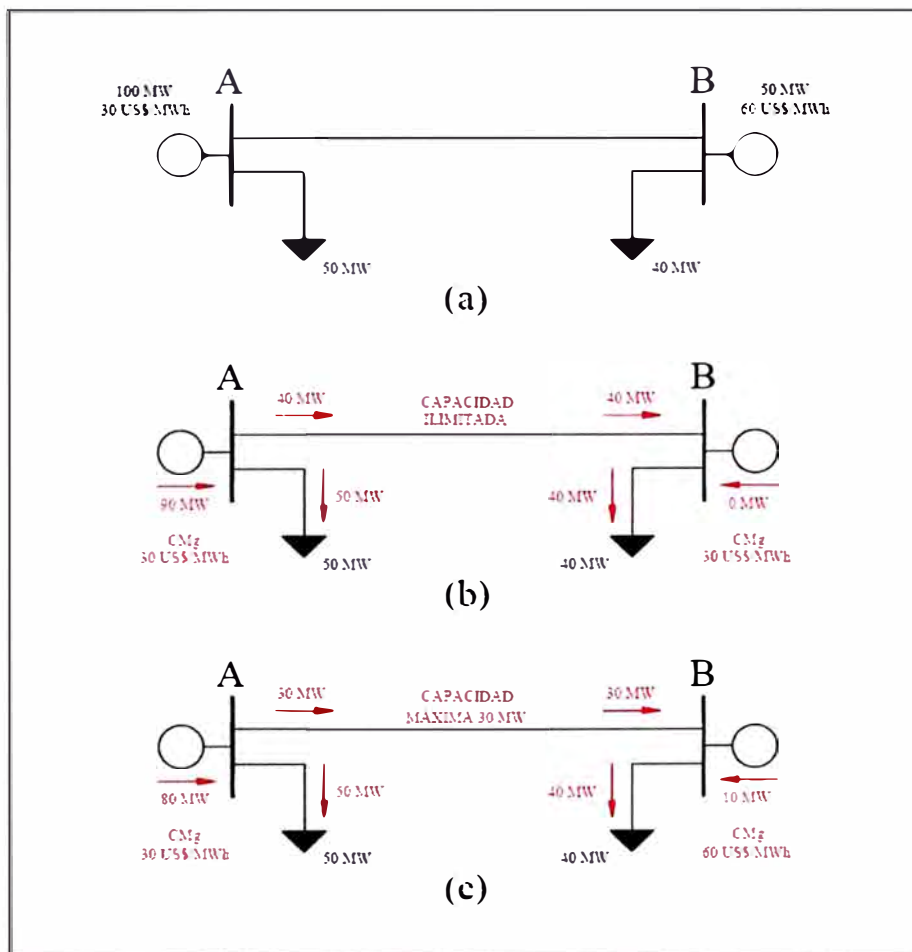 A
B
100 MW
30 US$/MWh
50 MW
60 US$/MWh
50 MW
40 MW
(a)
A
B
40 MW
CAPACIDAD
ILIMITADA
40 MW
50 MW
40 MW
90 MW
0 MW
CMg
30 US$/MWh
50 MW
40 MW
CMg
30 US$/MWh
(b)
A
B
30 MW
CAPACIDAD
MÁXIMA 30 MW
30 MW
50 MW
40 MW
80 MW
10 MW
CMg
30 US$/MWh
50 MW
40 MW
CMg
60 US$/MWh
(c)